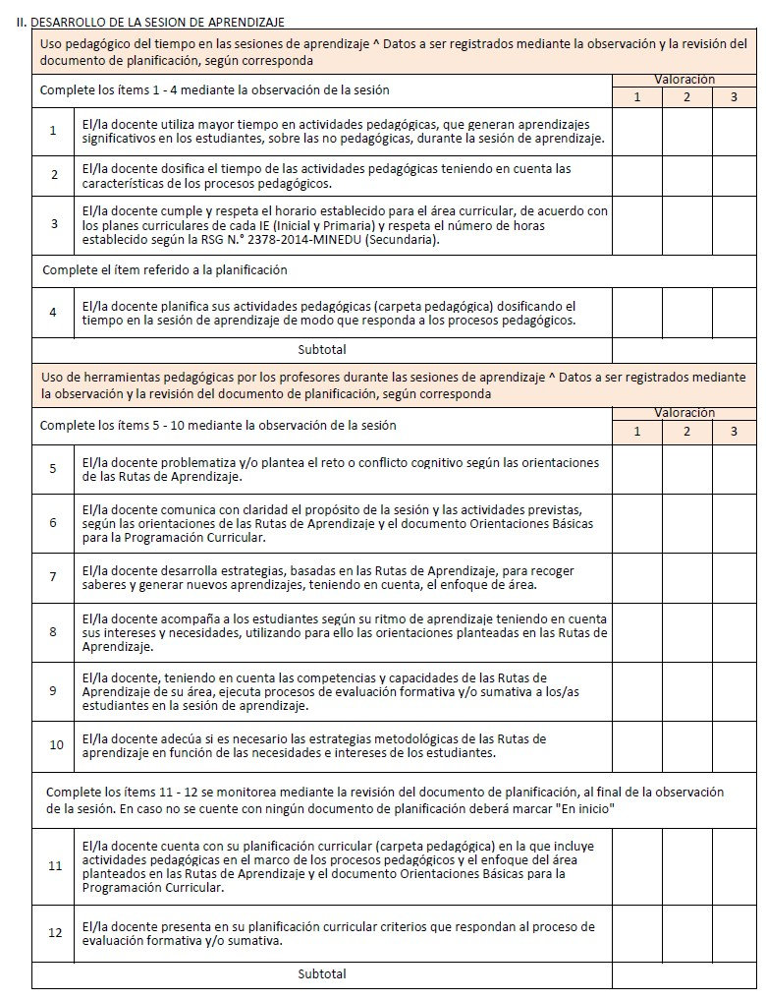 II. DESARROLLO DE LA SESION DE APRENDIZAJE
Uso pedagógico del tiempo en las sesiones de aprendizaje ^ Datos a ser registrados mediante la observación y la revisión del
documento de planificación, según corresponda
Complete los ítems 1 - 4 mediante la observación de la sesión
Valoración
1 2 3
1 El/la docente utiliza mayor tiempo en actividades pedagógicas, que generan aprendizajes
significativos en los estudiantes, sobre las no pedagógicas, durante la sesión de aprendizaje.
2 El/la docente dosifica el tiempo de las actividades pedagógicas teniendo en cuenta las
características de los procesos pedagógicos.
3 El/la docente cumple y respeta el horario establecido para el área curricular, de acuerdo con
los planes curriculares de cada IE (Inicial y Primaria) y respeta el número de horas
establecido según la RSG N.° 2378-2014-MINEDU (Secundaria).
Complete el ítem referido a la planificación
4 El/la docente planifica sus actividades pedagógicas (carpeta pedagógica) dosificando el
tiempo en la sesión de aprendizaje de modo que responda a los procesos pedagógicos.
Subtotal
Uso de herramientas pedagógicas por los profesores durante las sesiones de aprendizaje ^ Datos a ser registrados mediante
la observación y la revisión del documento de planificación, según corresponda
Complete los ítems 5 - 10 mediante la observación de la sesión
Valoración
1 2 3
5 El/la docente problematiza y/o plantea el reto o conflicto cognitivo según las orientaciones
de las Rutas de Aprendizaje.
6 El/la docente comunica con claridad el propósito de la sesión y las actividades previstas,
según las orientaciones de las Rutas de Aprendizaje y el documento Orientaciones Básicas
para la Programación Curricular.
7 El/la docente desarrolla estrategias, basadas en las Rutas de Aprendizaje, para recoger
saberes y generar nuevos aprendizajes, teniendo en cuenta, el enfoque de área.
8 El/la docente acompaña a los estudiantes según su ritmo de aprendizaje teniendo en cuenta
sus intereses y necesidades, utilizando para ello las orientaciones planteadas en las Rutas de
Aprendizaje.
9 El/la docente, teniendo en cuenta las competencias y capacidades de las Rutas de
Aprendizaje de su área, ejecuta procesos de evaluación formativa y/o sumativa a los/as
estudiantes en la sesión de aprendizaje.
10 El/la docente adecúa si es necesario las estrategias metodológicas de las Rutas de
aprendizaje en función de las necesidades e intereses de los estudiantes.
Complete los ítems 11 - 12 se monitorea mediante la revisión del documento de planificación, al final de la observación
de la sesión. En caso no se cuente con ningún documento de planificación deberá marcar "En inicio"
11 El/la docente cuenta con su planificación curricular (carpeta pedagógica) en la que incluye
actividades pedagógicas en el marco de los procesos pedagógicos y el enfoque del área
planteados en las Rutas de Aprendizaje y el documento Orientaciones Básicas para la
Programación Curricular.
12 El/la docente presenta en su planificación curricular criterios que respondan al proceso de
evaluación formativa y/o sumativa.
Subtotal